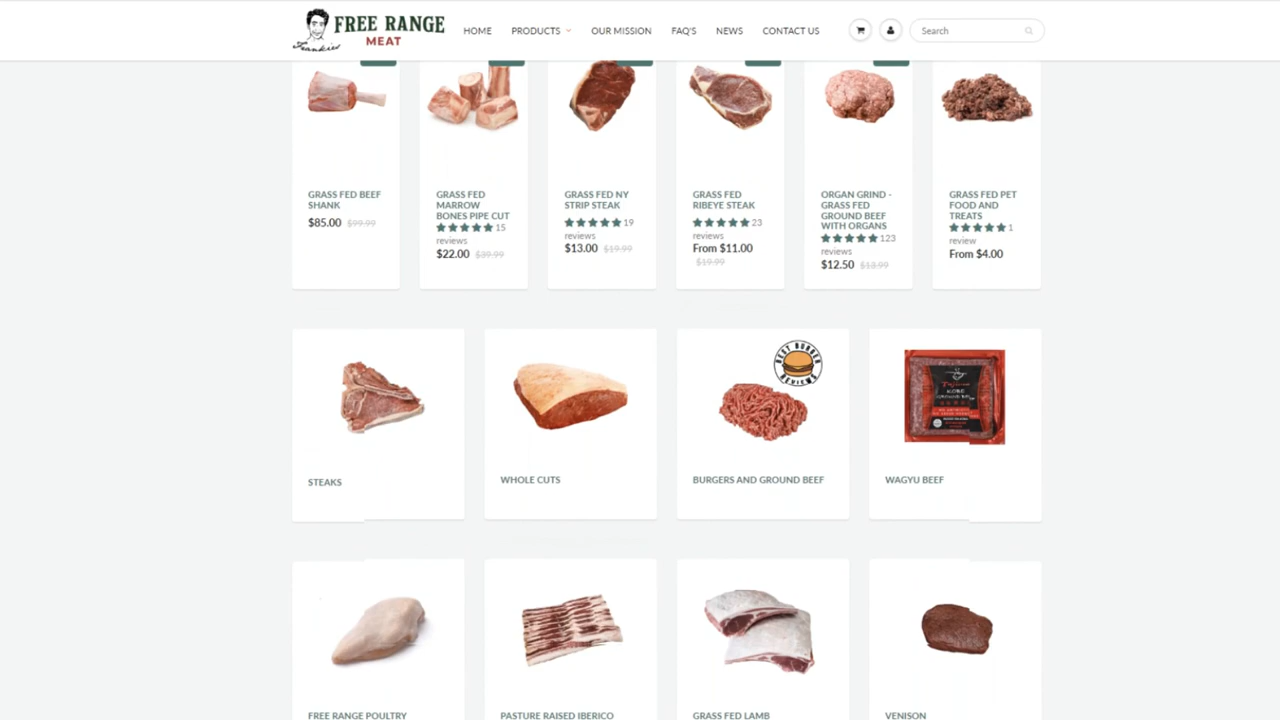 Frankies
FREE RANGE
MEAT
HOME
PRODUCTS
OUR MISSION
FAQ'S
NEWS
CONTACT US
Search
GRASS FED BEEF
SHANK
$85.00 $99.99
GRASS FED
MARROW
BONES PIPE CUT
15
reviews
$22.00 $39.99
GRASS FED NY
STRIP STEAK
19
reviews
$13.00 $19.99
GRASS FED
RIBEYE STEAK
23
reviews
From $11.00
$19.99
ORGAN GRIND -
GRASS FED
GROUND BEEF
WITH ORGANS
123
reviews
$12.50 $13.99
GRASS FED PET
FOOD AND
TREATS
1
review
From $4.00
STEAKS
WHOLE CUTS
BEST BURGER
REVIEWS
BURGERS AND GROUND BEEF
WAGYU BEEF
FREE RANGE POULTRY
PASTURE RAISED IBERICO
GRASS FED LAMB
VENISON